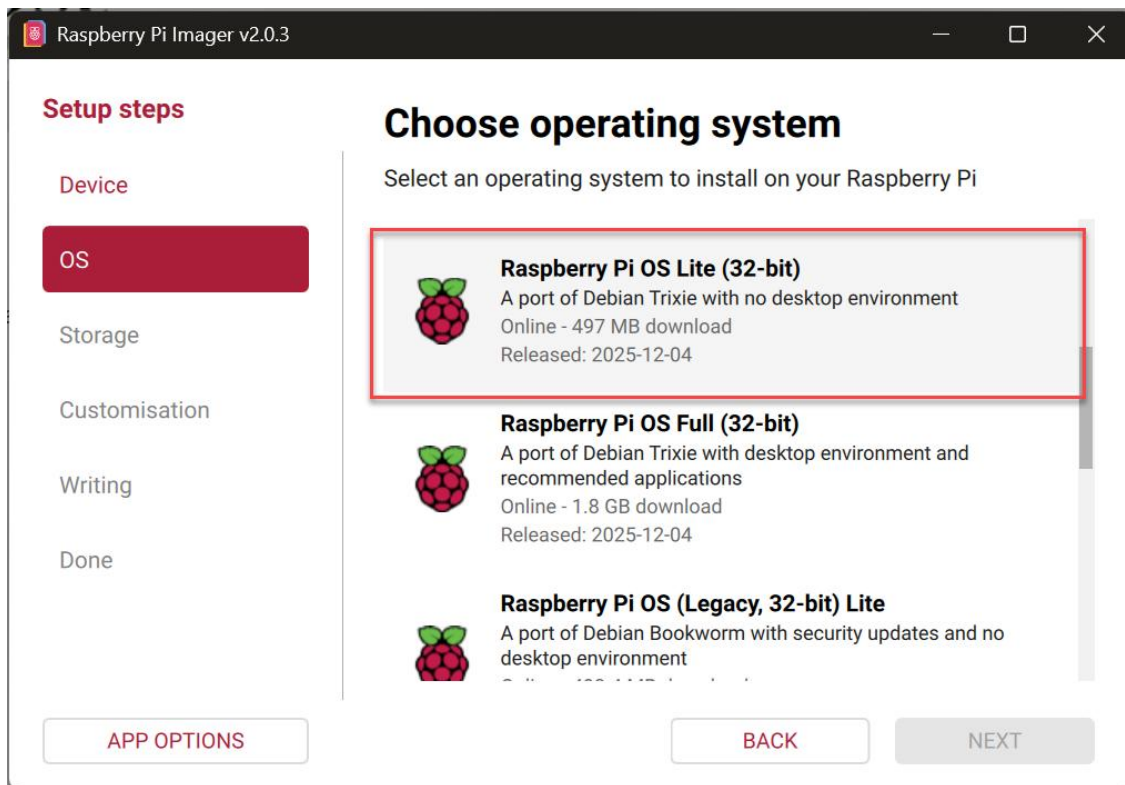 Raspberry Pi Imager v2.0.3
Setup steps
Device
OS
Storage
Customisation
Writing
Done
APP OPTIONS
Choose operating system
Select an operating system to install on your Raspberry Pi
Raspberry Pi OS Lite (32-bit)
A port of Debian Trixie with no desktop environment
Online - 497 MB download
Released: 2025-12-04
Raspberry Pi OS Full (32-bit)
A port of Debian Trixie with desktop environment and
recommended applications
Online - 1.8 GB download
Released: 2025-12-04
Raspberry Pi OS (Legacy, 32-bit) Lite
A port of Debian Bookworm with security updates and no
desktop environment
BACK
NEXT